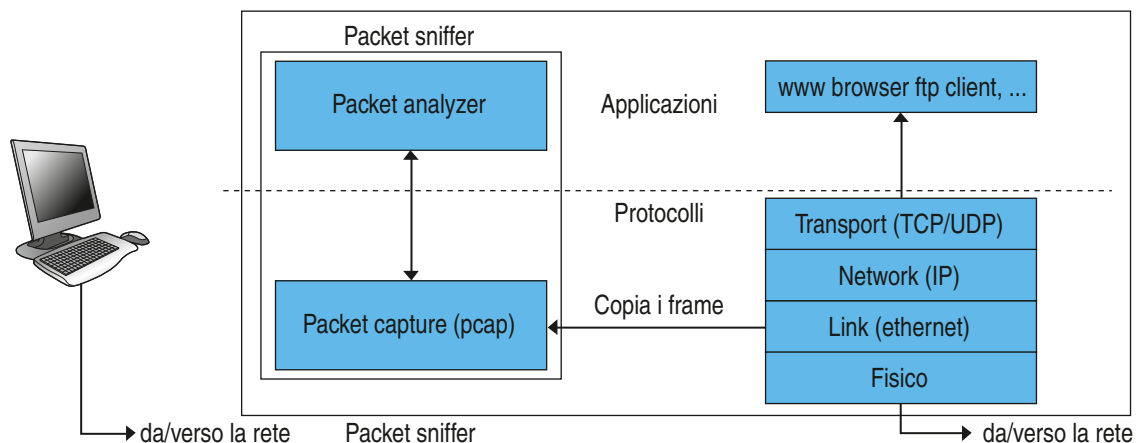 Packet sniffer
Packet analyzer
Applicazioni
www browser ftp client, ...
Protocolli
Transport (TCP/UDP)
Network (IP)
Packet capture (pcap)
Copia i frame
Link (ethernet)
Fisico
da/verso la rete
Packet sniffer
da/verso la rete